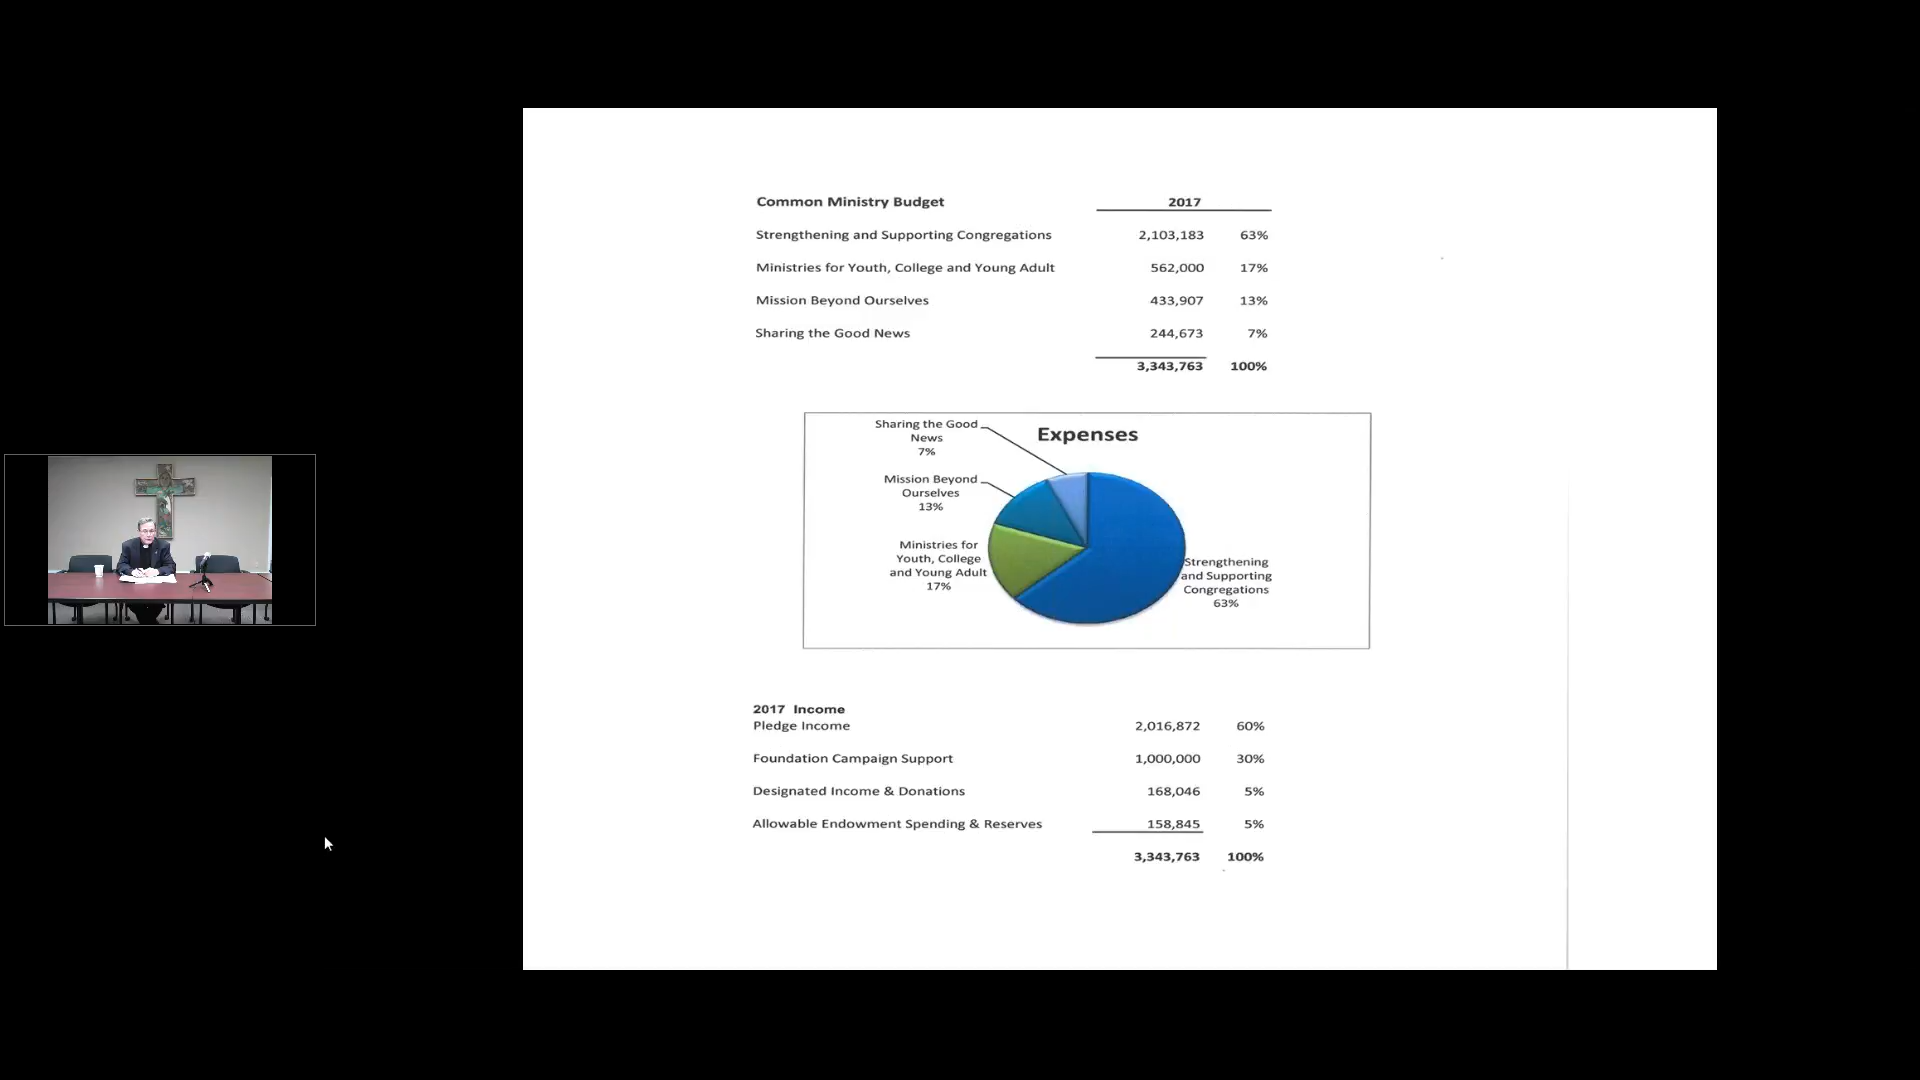 Common Ministry Budget 2017
Strengthening and Supporting Congregations 2,103,183 63%
Ministries for Youth, College and Young Adult 562,000 17%
Mission Beyond Ourselves 433,907 13%
Sharing the Good News 244,673 7%
3,343,763 100%
Expenses
Sharing the Good
News
7%
Mission Beyond
Ourselves
13%
Ministries for
Youth, College
and Young Adult
17%
Strengthening
and Supporting
Congregations
63%
2017 Income
Pledge Income 2,016,872 60%
Foundation Campaign Support 1,000,000 30%
Designated Income & Donations 168,046 5%
Allowable Endowment Spending & Reserves 158,845 5%
3,343,763 100%